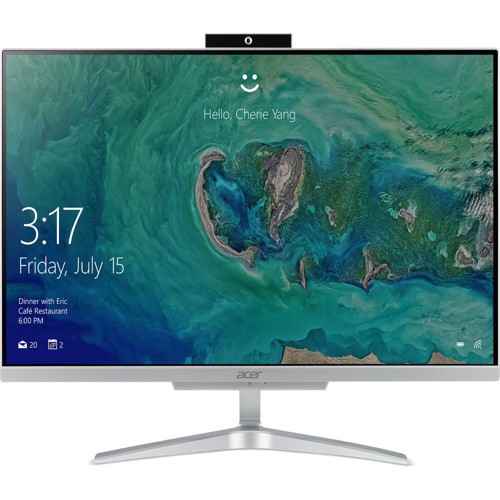 Hello, Cherie Yang
3:17
Friday, July 15
Dinner with Eric
Café Restaurant
6:00 PM
20 2
acer